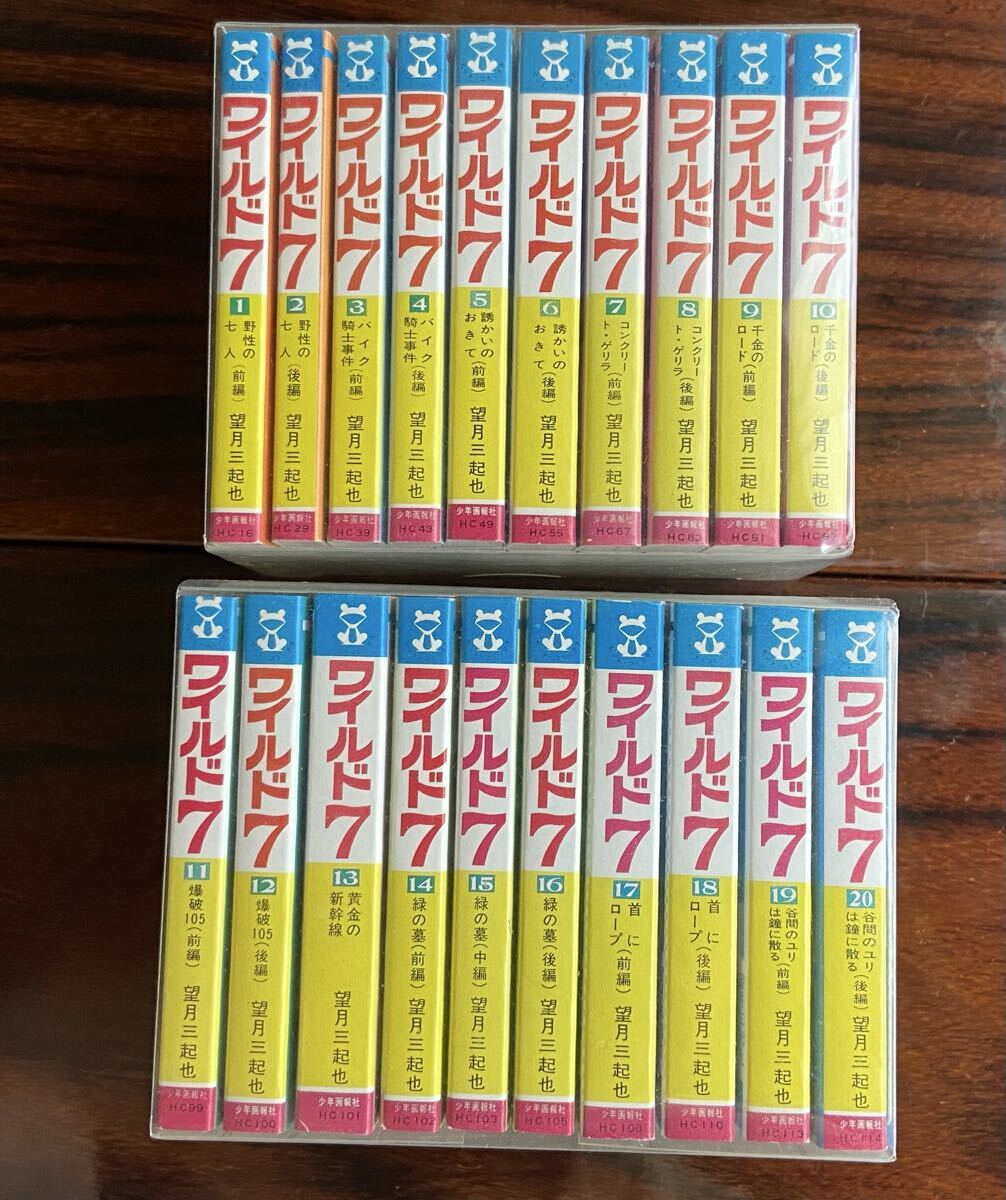 ワイルド7
1
野性の
七人
(前編)
望月三起也
少年画報社
HC16
ワイルド7
2
野性の
七人
(後編)
望月三起也
少年画報社
HC29
ワイルド7
3
バイク
騎士事件
(前編)
望月三起也
少年画報社
HC39
ワイルド7
4
バイク
騎士事件
(後編)
望月三起也
少年画報社
HC43
ワイルド7
5
誘かいの
おきて
(前編)
望月三起也
少年画報社
HC49
ワイルド7
6
誘かいの
おきて
(後編)
望月三起也
少年画報社
HC55
ワイルド7
7
コンクリー
ト・ゲリラ
(前編)
望月三起也
少年画報社
HC67
ワイルド7
8
コンクリー
ト・ゲリラ
(後編)
望月三起也
少年画報社
HC83
ワイルド7
9
千金の
ロード
(前編)
望月三起也
少年画報社
HC91
ワイルド7
10
千金の
ロード
(後編)
望月三起也
少年画報社
ワイルド7
11
爆破105(前編)
望月三起也
少年画報社
HC99
ワイルド7
12
爆破105(後編)
望月三起也
少年画報社
HC100
ワイルド7
13
黄金の
新幹線
望月三起也
少年画報社
HC101
ワイルド7
14
緑の墓(前編)
望月三起也
少年画報社
HC102
ワイルド7
15
緑の墓(中編)
望月三起也
少年画報社
HC103
ワイルド7
16
緑の墓(後編)
望月三起也
少年画報社
HC105
ワイルド7
17
首に
ロープ
(前編)
望月三起也
少年画報社
HC108
ワイルド7
18
首に
ロープ
(後編)
望月三起也
少年画報社
HC110
ワイルド7
19
谷間のユリ
は鐘に散る
(前編)
望月三起也
少年画報社
HC113
ワイルド7
20
谷間のユリ
は鐘に散る
(後編)
望月三起也
少年画報社
HC114